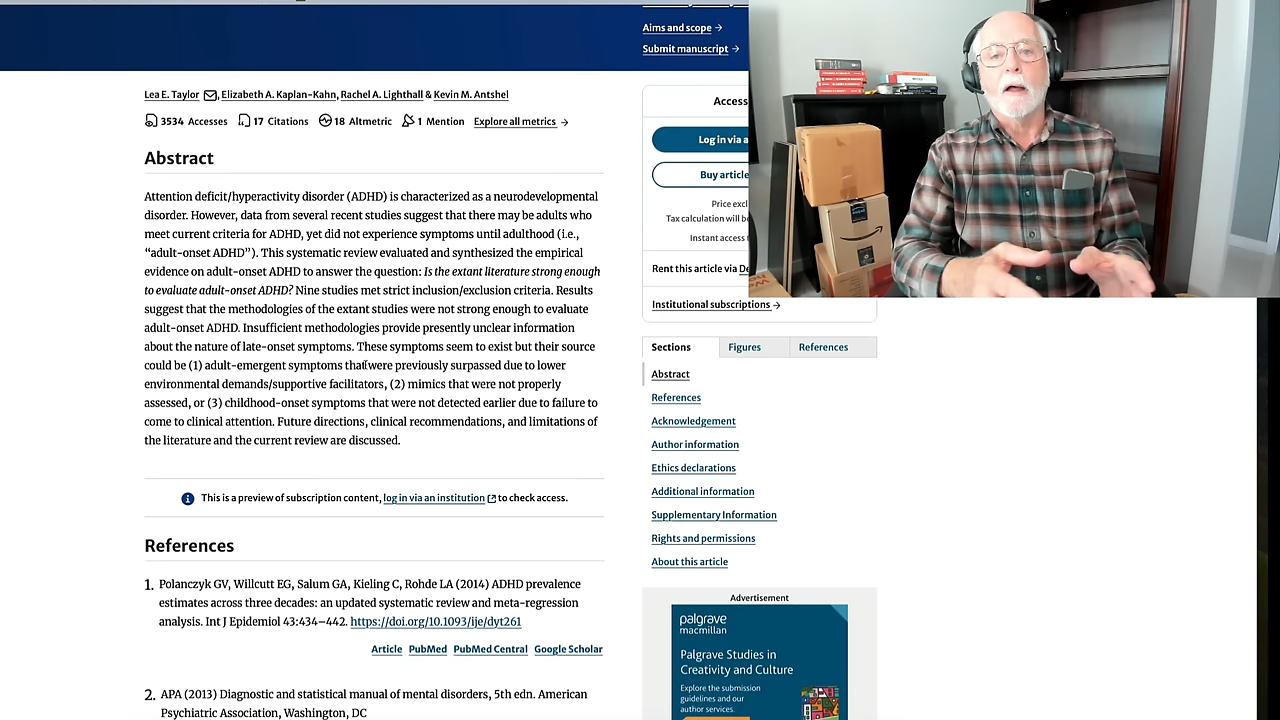 Aims and scope →
Submit manuscript →
Lee E. Taylor, Elizabeth A. Kaplan-Kahn, Rachel A. Lighthall & Kevin M. Antshel
3534 Accesses 17 Citations 18 Altmetric 1 Mention Explore all metrics →
Abstract
Attention deficit/hyperactivity disorder (ADHD) is characterized as a neurodevelopmental
disorder. However, data from several recent studies suggest that there may be adults who
meet current criteria for ADHD, yet did not experience symptoms until adulthood (i.e.,
“adult-onset ADHD”). This systematic review evaluated and synthesized the empirical
evidence on adult-onset ADHD to answer the question: Is the extant literature strong enough
to evaluate adult-onset ADHD? Nine studies met strict inclusion/exclusion criteria. Results
suggest that the methodologies of the extant studies were not strong enough to evaluate
adult-onset ADHD. Insufficient methodologies provide presently unclear information
about the nature of late-onset symptoms. These symptoms seem to exist but their source
could be (1) adult-emergent symptoms that were previously surpassed due to lower
environmental demands/supportive facilitators, (2) mimics that were not properly
assessed, or (3) childhood-onset symptoms that were not detected earlier due to failure to
come to clinical attention. Future directions, clinical recommendations, and limitations of
the literature and the current review are discussed.
This is a preview of subscription content, log in via an institution to check access.
References
1. Polanczyk GV, Willcutt EG, Salum GA, Kieling C, Rohde LA (2014) ADHD prevalence
estimates across three decades: an updated systematic review and meta-regression
analysis. Int J Epidemiol 43:434–442. https://doi.org/10.1093/ije/dyt261
Article PubMed PubMed Central Google Scholar
2. APA (2013) Diagnostic and statistical manual of mental disorders, 5th edn. American
Psychiatric Association, Washington, DC
Access
Log in via a
Buy article
Price excl
Tax calculation will be
Instant access
Rent this article via De
Institutional subscriptions →
Sections Figures References
Abstract
References
Acknowledgement
Author information
Ethics declarations
Additional information
Supplementary Information
Rights and permissions
About this article
Advertisement
palgrave
macmillan
Palgrave Studies in
Creativity and Culture
Explore the submission
guidelines and our
author services.